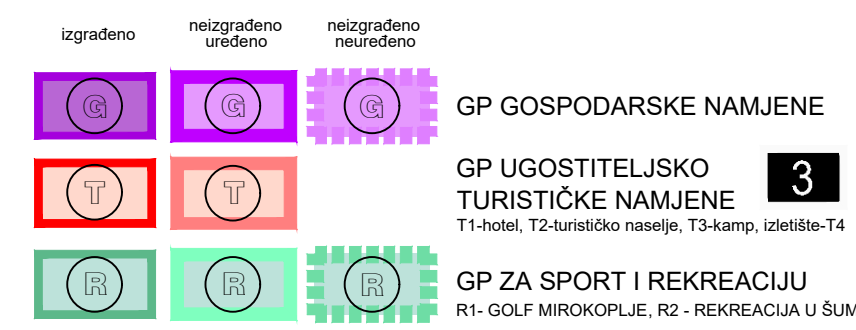 izgrađeno
neizgrađeno
uređeno
neizgrađeno
neuređeno
G G G
GP GOSPODARSKE NAMJENE
T T
GP UGOSTITELJSKO
TURISTIČKE NAMJENE
3
T1-hotel, T2-turističko naselje, T3-kamp, izletište-T4
R R R
GP ZA SPORT I REKREACIJU
R1- GOLF MIROKOPLJE, R2 - REKREACIJA U ŠUM